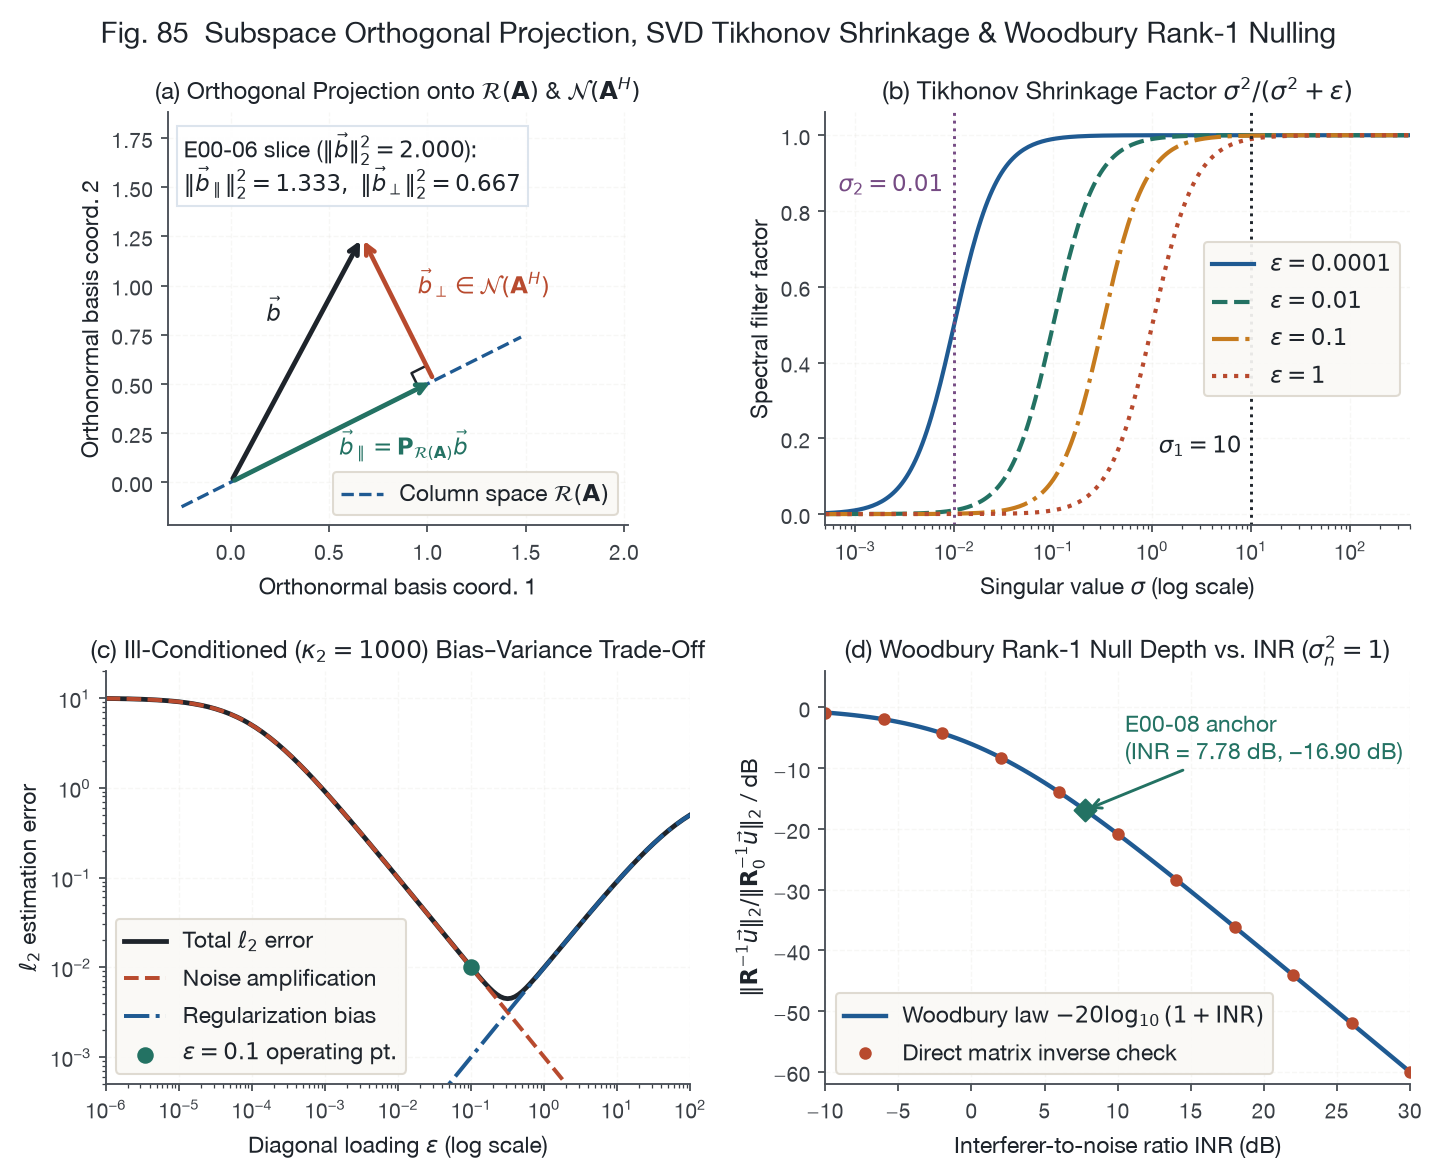 Fig. 85  Subspace Orthogonal Projection, SVD Tikhonov Shrinkage & Woodbury Rank-1 Nulling
(a) Orthogonal Projection onto 𝓡(𝐀) & 𝓝(𝐀ᴴ)
Orthonormal basis coord. 2
1.75
1.50
1.25
1.00
0.75
0.50
0.25
0.00
E00-06 slice (‖b⃗‖₂² = 2.000):
‖b⃗∥‖₂² = 1.333, ‖b⃗⊥‖₂² = 0.667
b⃗
b⃗⊥ ∈ 𝓝(𝐀ᴴ)
b⃗∥ = 𝐏𝓡(𝐀)b⃗
Column space 𝓡(𝐀)
0.0 0.5 1.0 1.5 2.0
Orthonormal basis coord. 1
(b) Tikhonov Shrinkage Factor σ²/(σ² + ε)
Spectral filter factor
1.0
0.8
0.6
0.4
0.2
0.0
σ₂ = 0.01
σ₁ = 10
ε = 0.0001
ε = 0.01
ε = 0.1
ε = 1
10⁻³ 10⁻² 10⁻¹ 10⁰ 10¹ 10²
Singular value σ (log scale)
(c) Ill-Conditioned (κ₂ = 1000) Bias–Variance Trade-Off
ℓ₂ estimation error
10¹
10⁰
10⁻¹
10⁻²
10⁻³
Total ℓ₂ error
Noise amplification
Regularization bias
ε = 0.1 operating pt.
10⁻⁶ 10⁻⁵ 10⁻⁴ 10⁻³ 10⁻² 10⁻¹ 10⁰ 10¹ 10²
Diagonal loading ε (log scale)
(d) Woodbury Rank-1 Null Depth vs. INR (σₙ² = 1)
‖𝐑⁻¹u⃗‖₂/‖𝐑₀⁻¹u⃗‖₂ / dB
0
−10
−20
−30
−40
−50
−60
E00-08 anchor
(INR = 7.78 dB, −16.90 dB)
Woodbury law −20log₁₀ (1 + INR)
Direct matrix inverse check
−10 −5 0 5 10 15 20 25 30
Interferer-to-noise ratio INR (dB)